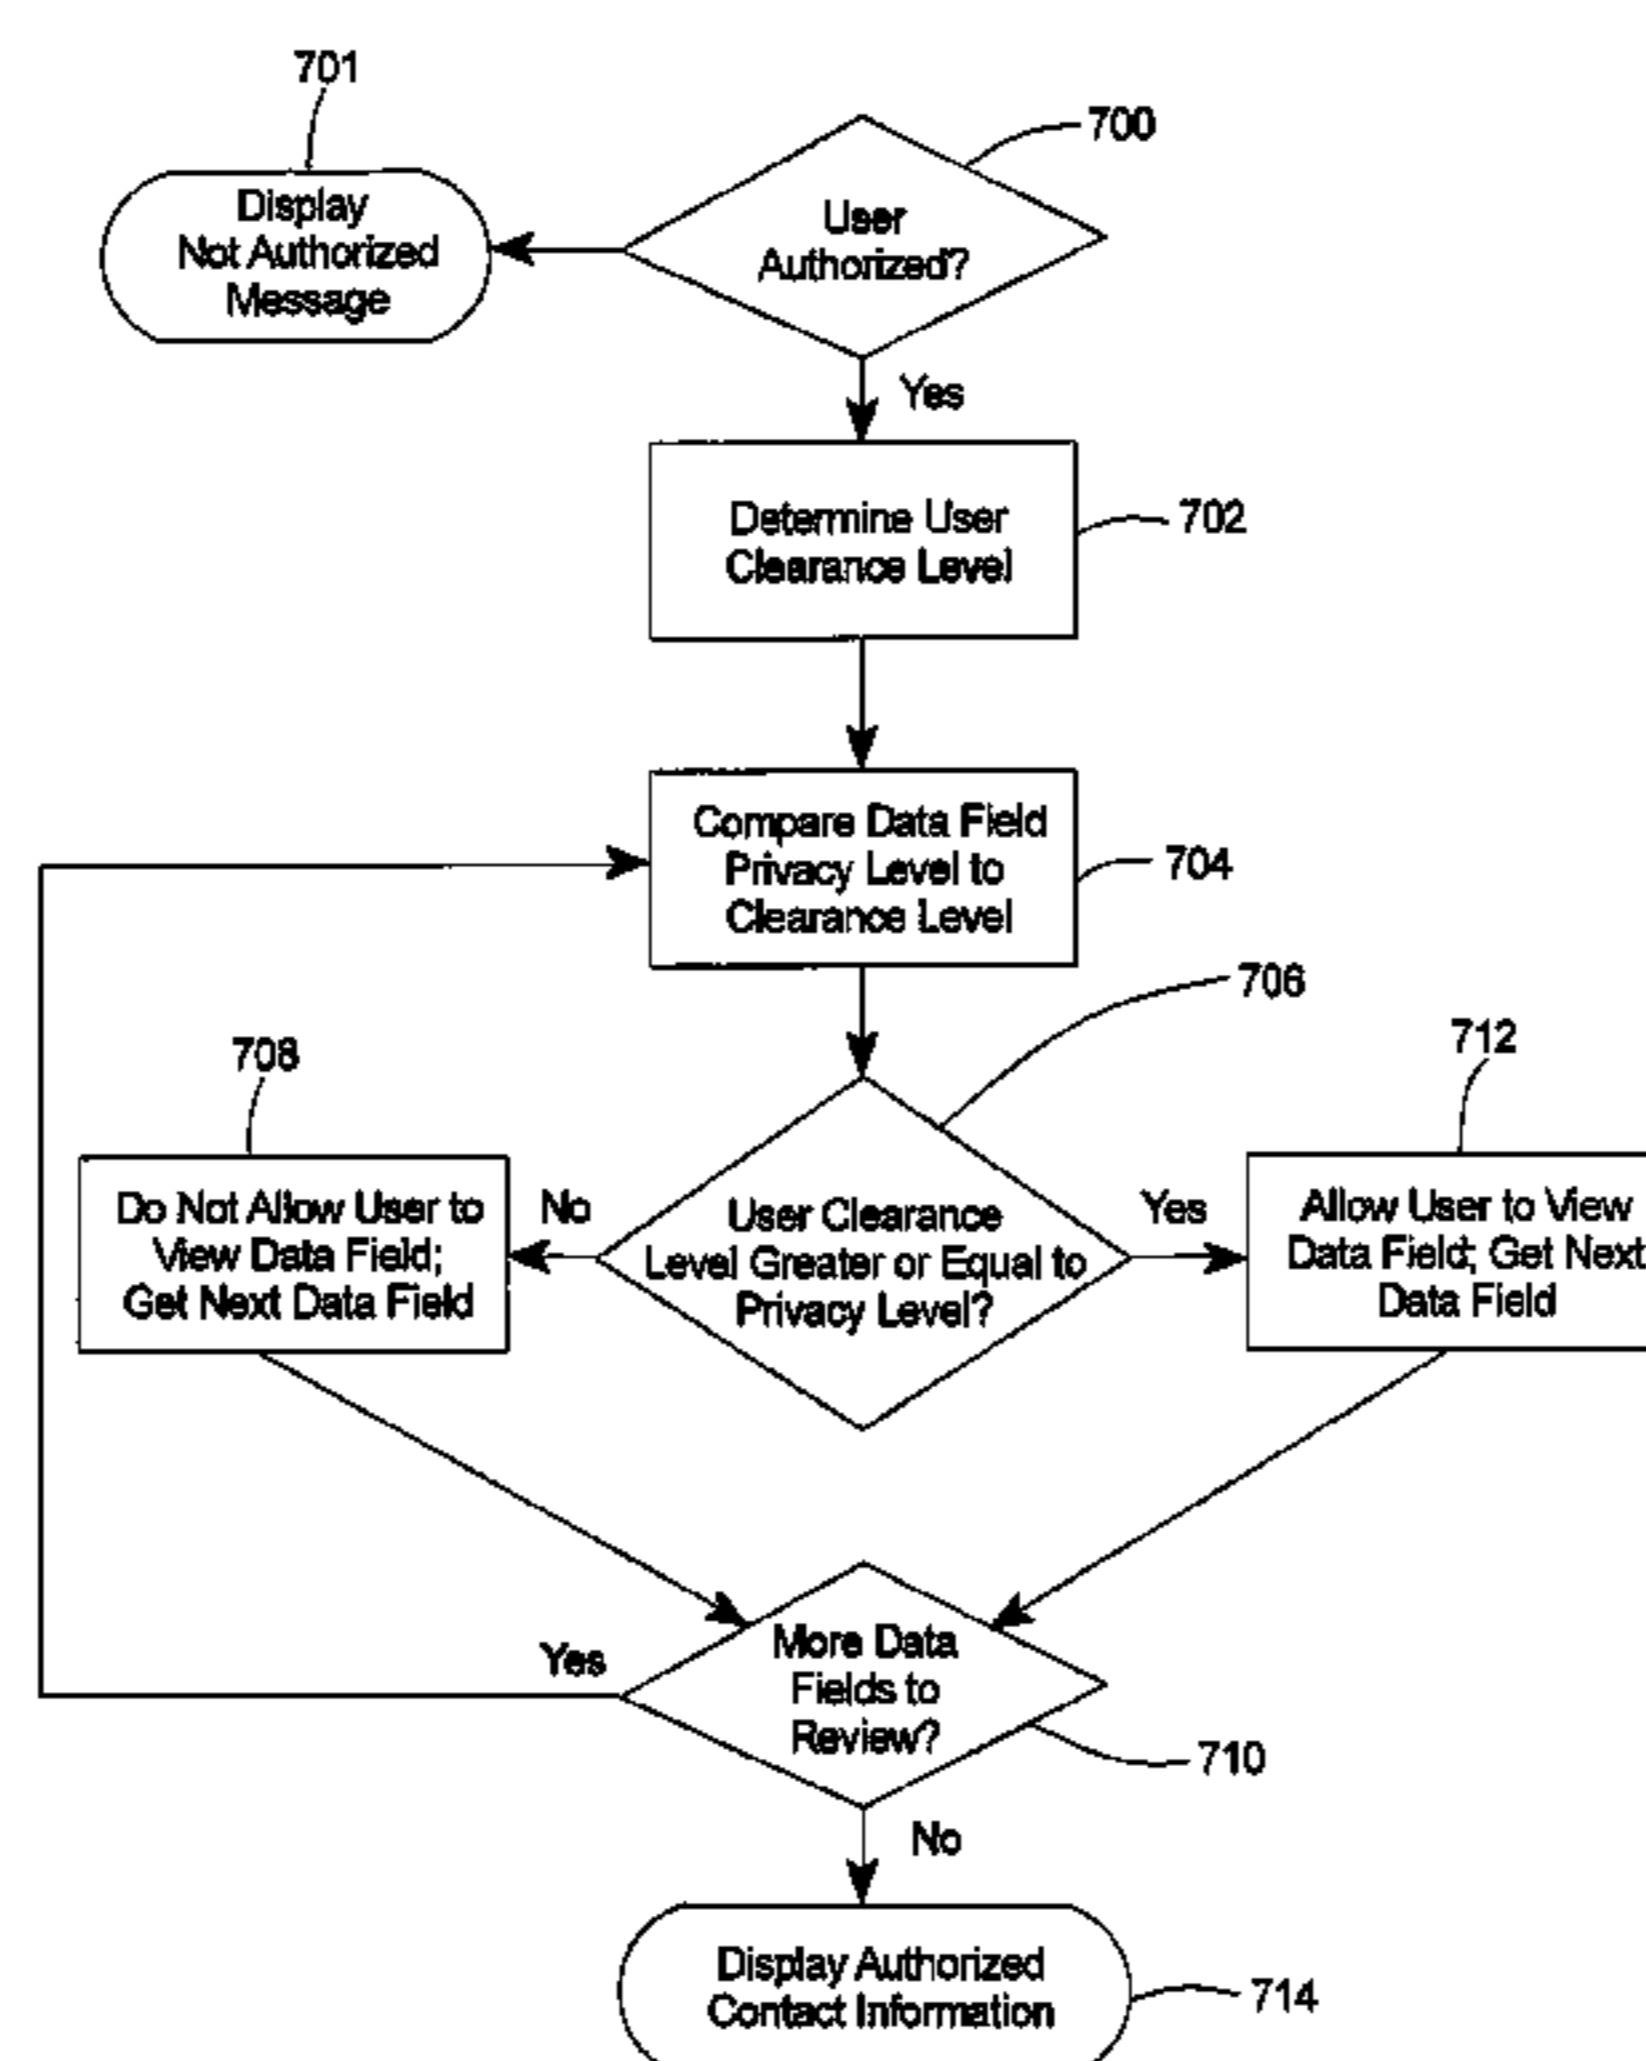 701
700
Display
Not Authorized
Message
User
Authorized?
Yes
Determine User
Clearance Level
702
Compare Data Field
Privacy Level to
Clearance Level
704
706
708
712
Do Not Allow User to
View Data Field;
Get Next Data Field
No
User Clearance
Level Greater or Equal to
Privacy Level?
Yes
Allow User to View
Data Field; Get Next
Data Field
Yes
More Data
Fields to
Review?
710
No
Display Authorized
Contact Information
714